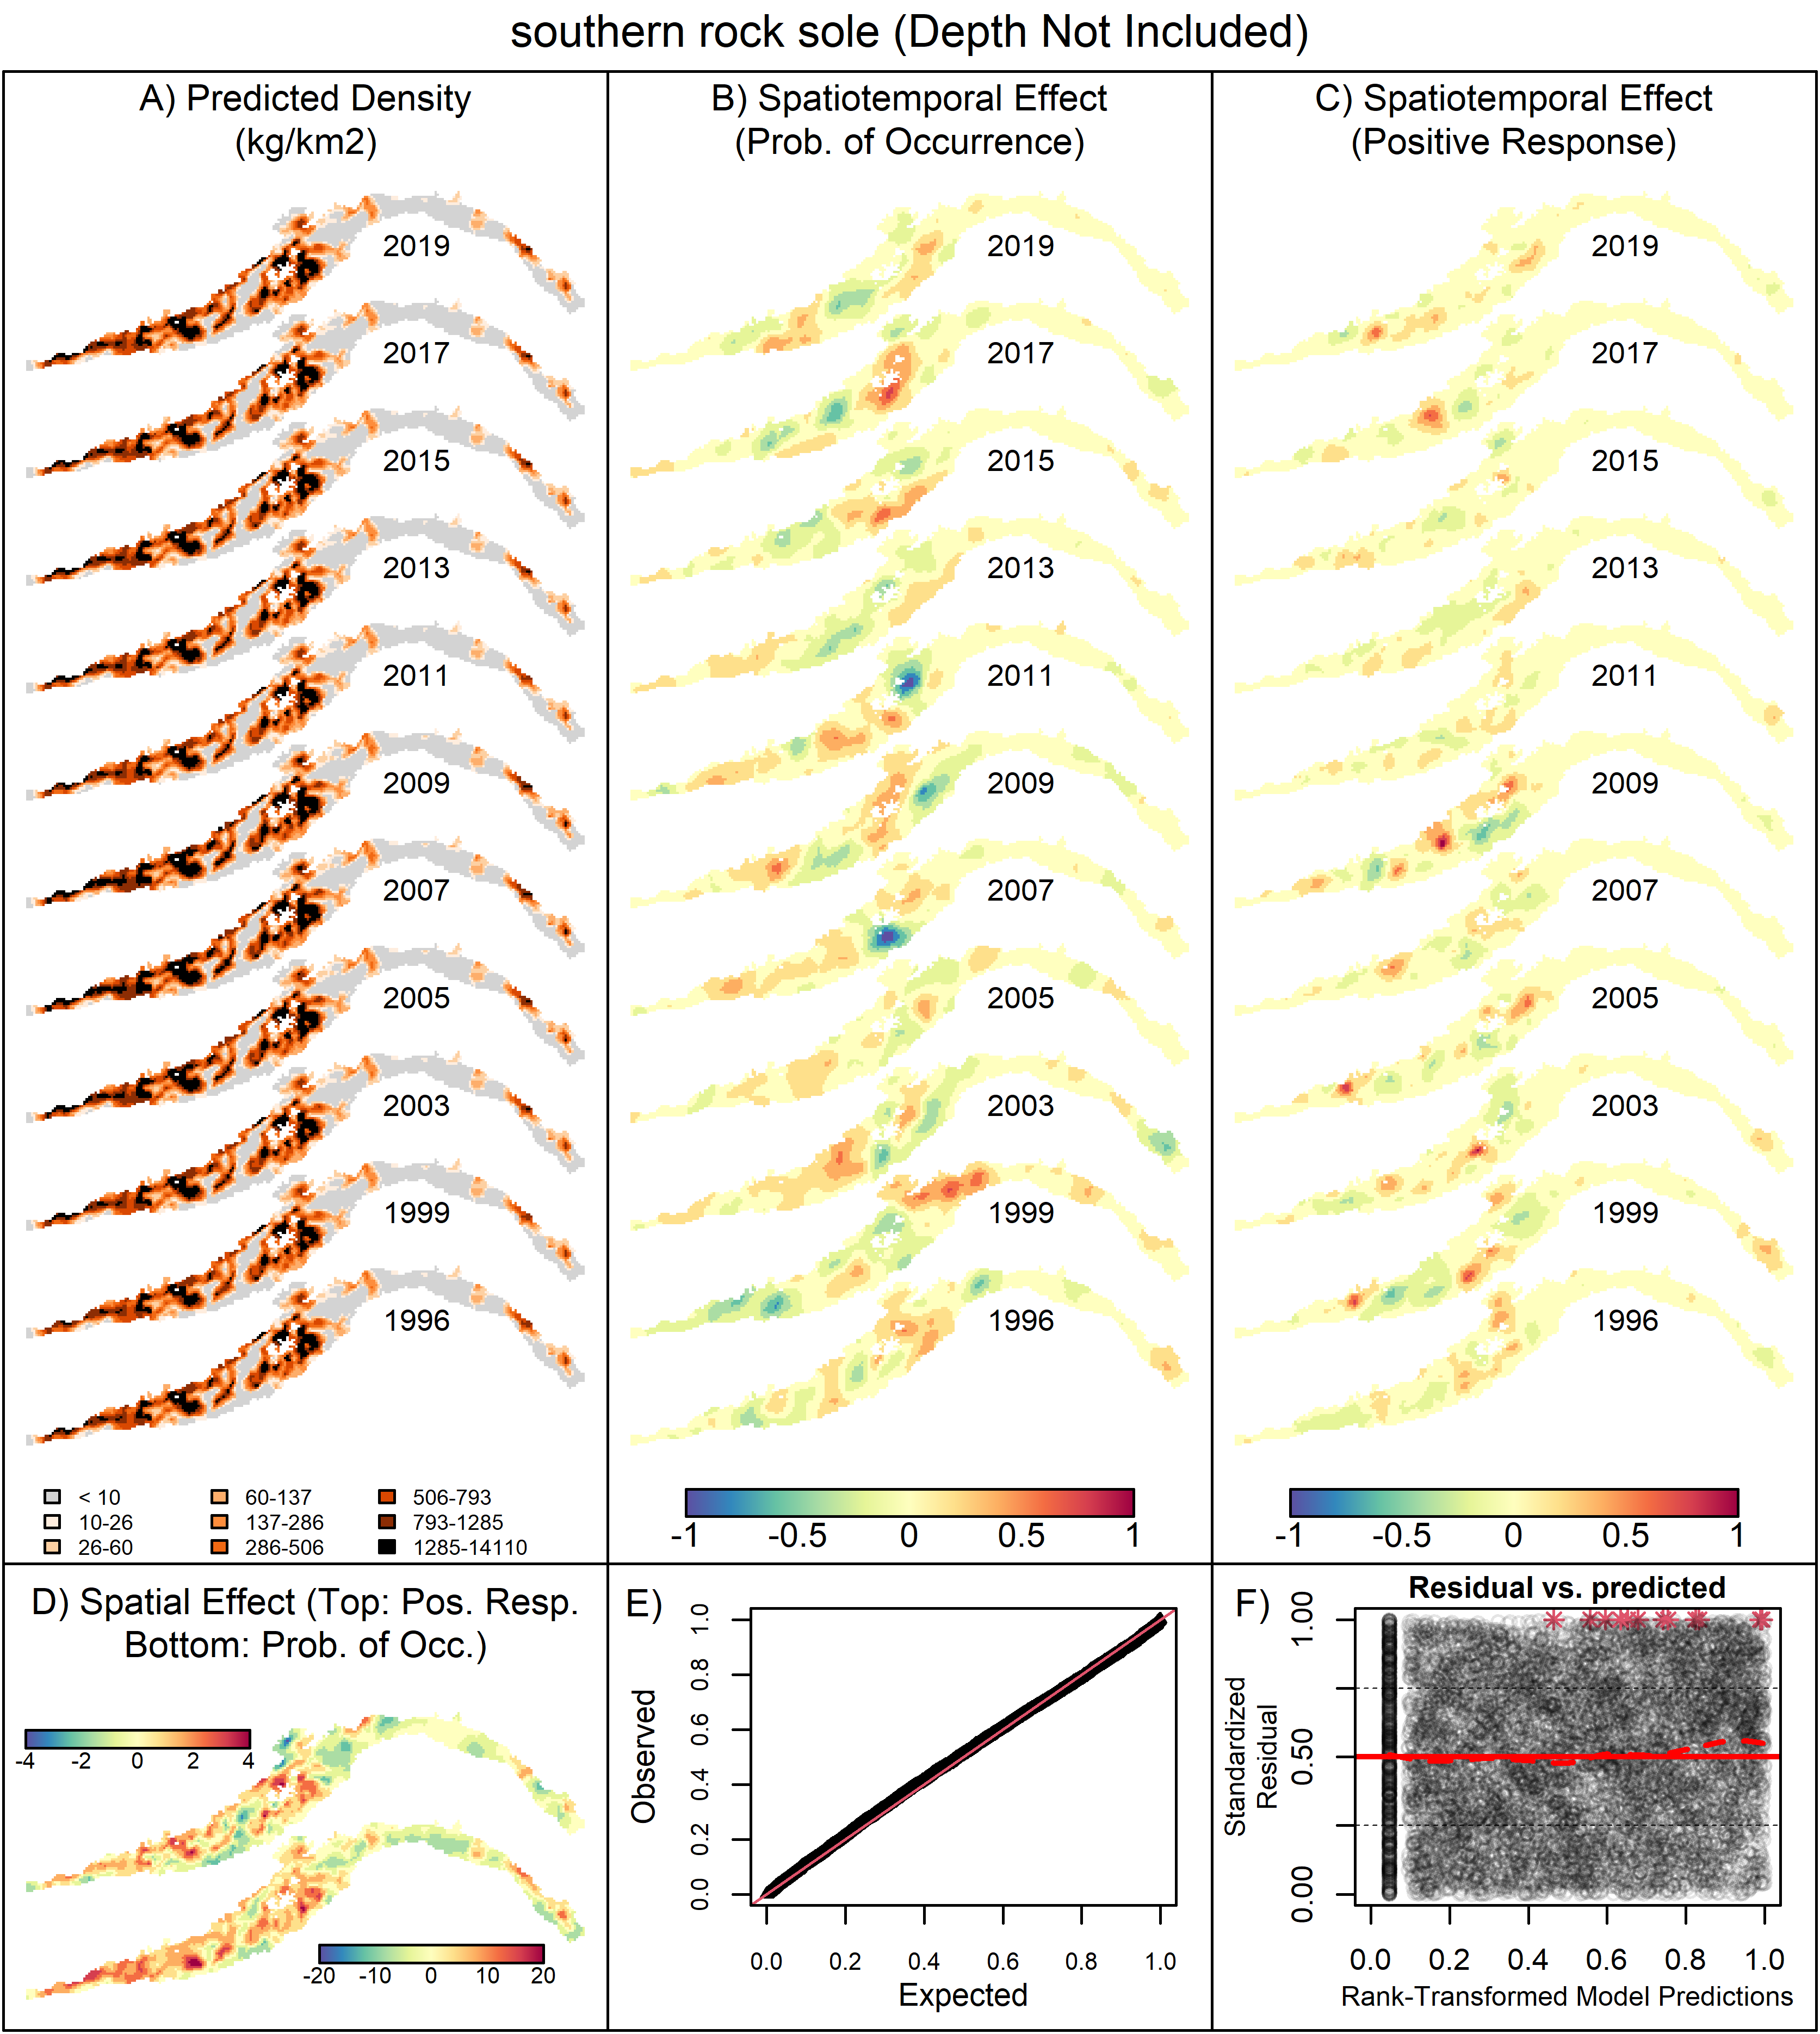 southern rock sole (Depth Not Included)
A) Predicted Density
(kg/km2)
2019
2017
2015
2013
2011
2009
2007
2005
2003
1999
1996
< 10
10-26
26-60
60-137
137-286
286-506
506-793
793-1285
1285-14110
B) Spatiotemporal Effect
(Prob. of Occurrence)
2019
2017
2015
2013
2011
2009
2007
2005
2003
1999
1996
-1 -0.5 0 0.5 1
C) Spatiotemporal Effect
(Positive Response)
2019
2017
2015
2013
2011
2009
2007
2005
2003
1999
1996
-1 -0.5 0 0.5 1
D) Spatial Effect (Top: Pos. Resp.
Bottom: Prob. of Occ.)
-4 -2 0 2 4
-20 -10 0 10 20
E)
Observed
1.0
0.8
0.6
0.4
0.2
0.0
0.0 0.2 0.4 0.6 0.8 1.0
Expected
F)
Residual vs. predicted
Standardized
Residual
1.00
0.50
0.00
0.0 0.2 0.4 0.6 0.8 1.0
Rank-Transformed Model Predictions